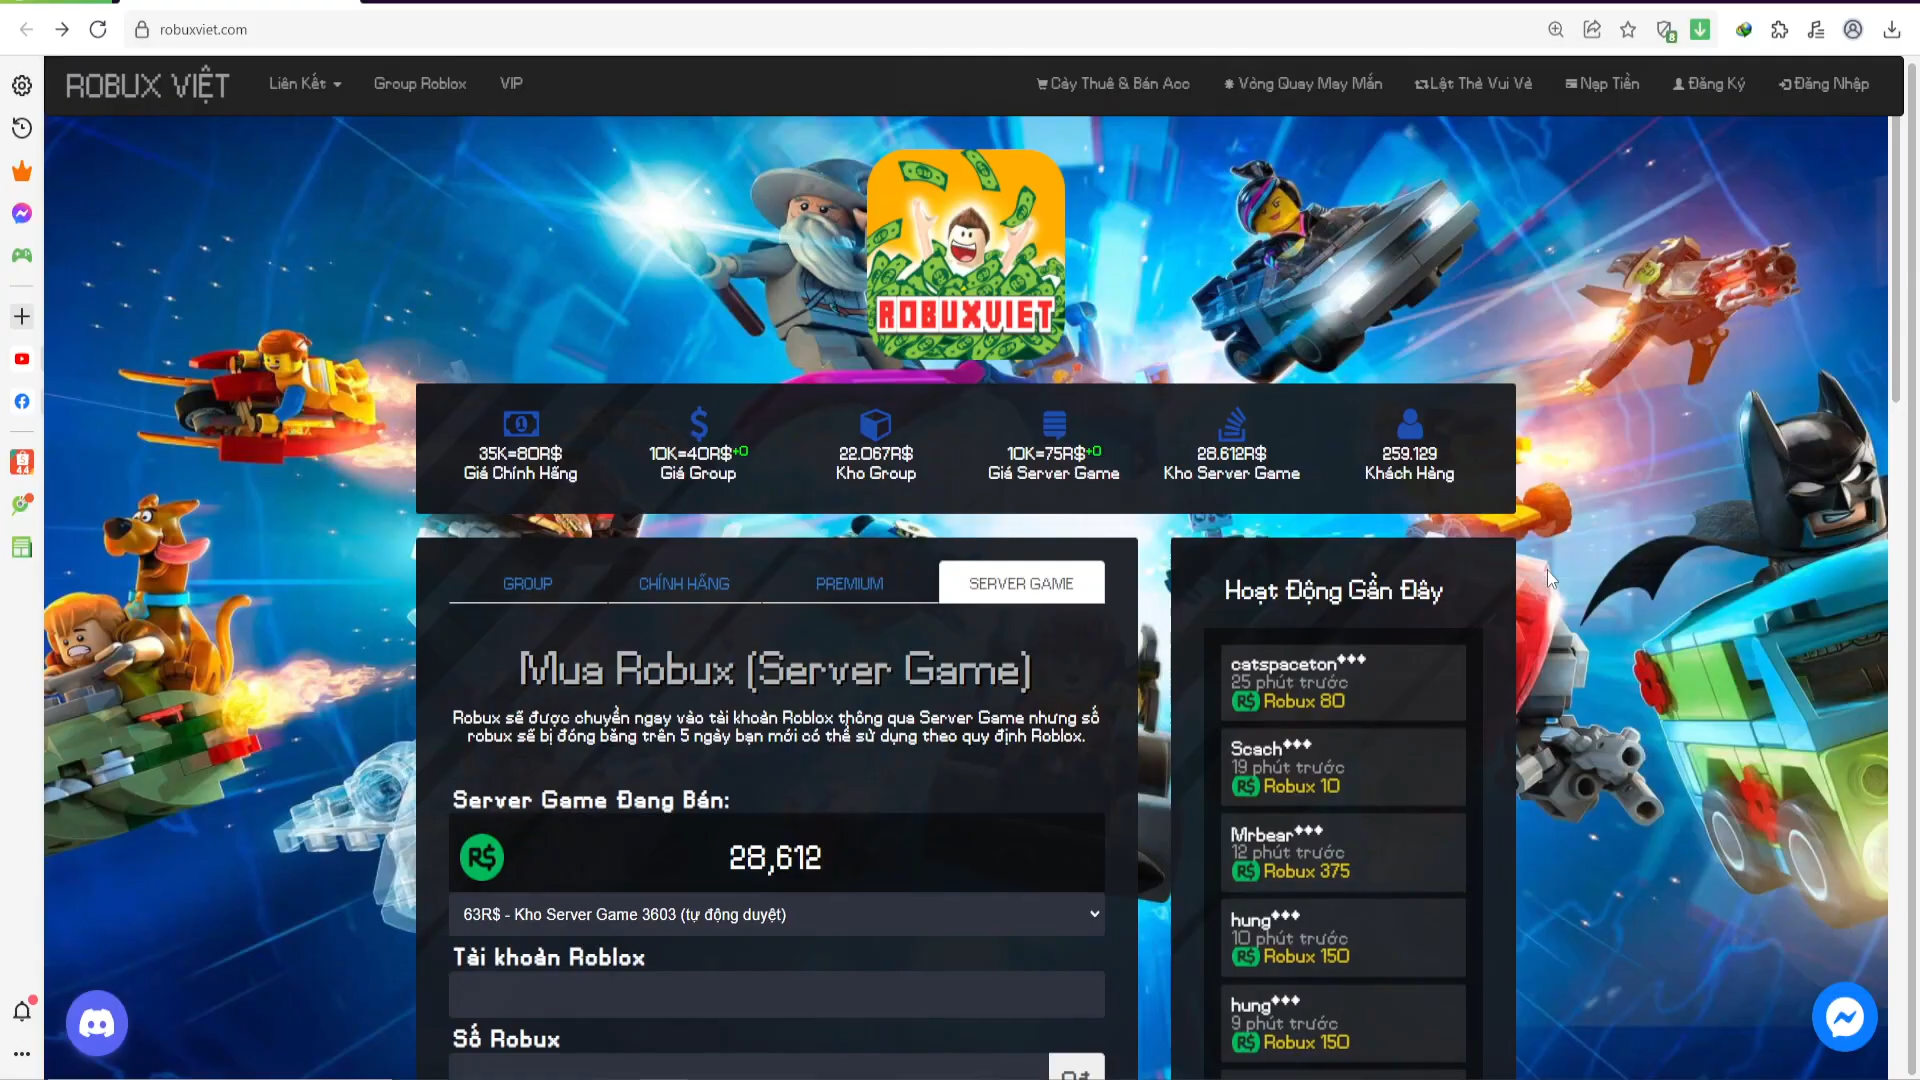 robuxviet.com
8
ROBUX VIỆT
Liên Kết
Group Roblox
VIP
Cày Thuê & Bán Acc
Vòng Quay May Mắn
Lật Thẻ Vui Vẻ
Nạp Tiền
Đăng Ký
Đăng Nhập
ROBUXVIET
35K=80R$
Giá Chính Hãng
10K=40R$+0
Giá Group
22.067R$
Kho Group
10K=75R$+0
Giá Server Game
28.612R$
Kho Server Game
259.129
Khách Hàng
GROUP
CHÍNH HÃNG
PREMIUM
SERVER GAME
Mua Robux (Server Game)
Robux sẽ được chuyển ngay vào tài khoản Roblox thông qua Server Game nhưng số
robux sẽ bị đóng băng trên 5 ngày bạn mới có thể sử dụng theo quy định Roblox.
Server Game Đang Bán:
R$
28,612
63R$ - Kho Server Game 3603 (tự động duyệt)
Tài khoản Roblox
Số Robux
Hoạt Động Gần Đây
catspaceton***
25 phút trước
R$ Robux 80
Scach***
19 phút trước
R$ Robux 10
Mrbear***
12 phút trước
R$ Robux 375
hung***
10 phút trước
R$ Robux 150
hung***
9 phút trước
R$ Robux 150